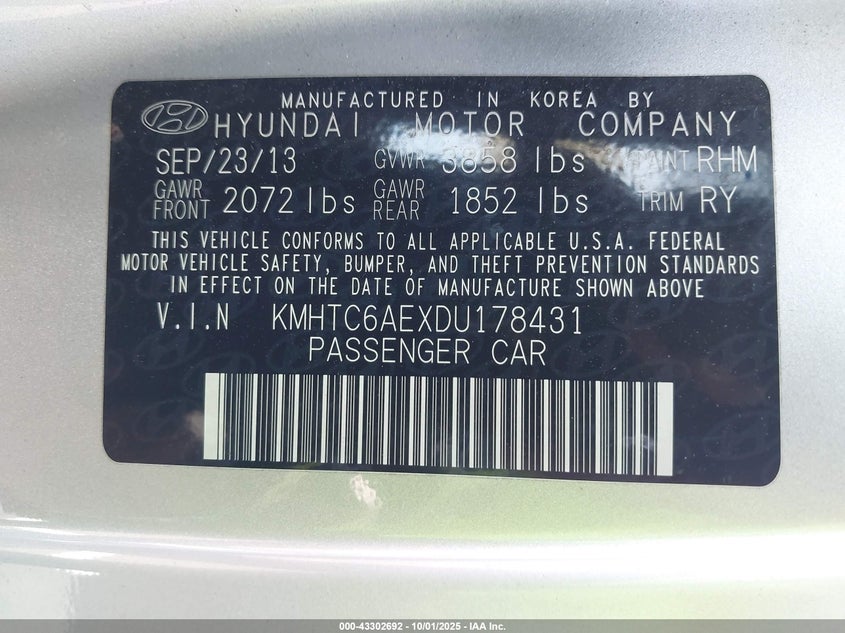 MANUFACTURED IN KOREA BY
HYUNDAI MOTOR COMPANY
SEP/23/13 GVWR 3858 lbs PAINT RHM
GAWR FRONT 2072 lbs GAWR REAR 1852 lbs TRIM RY
THIS VEHICLE CONFORMS TO ALL APPLICABLE U.S.A. FEDERAL
MOTOR VEHICLE SAFETY, BUMPER, AND THEFT PREVENTION STANDARDS
IN EFFECT ON THE DATE OF MANUFACTURE SHOWN ABOVE
V.I.N KMHTC6AEXDU178431
PASSENGER CAR
000-43302692 - 10/01/2025 - IAA Inc.